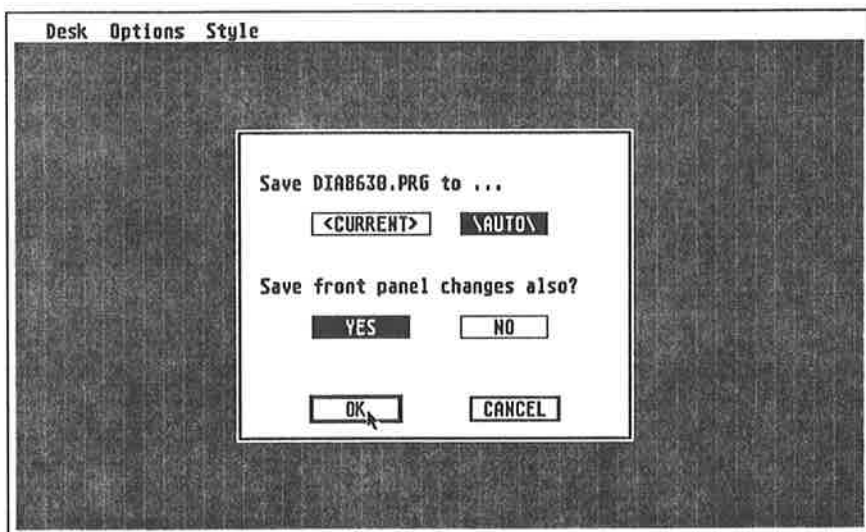 Desk Options Style
Save DIAB630.PRG to ...
<CURRENT> \AUTO\
Save front panel changes also?
YES NO
OK CANCEL